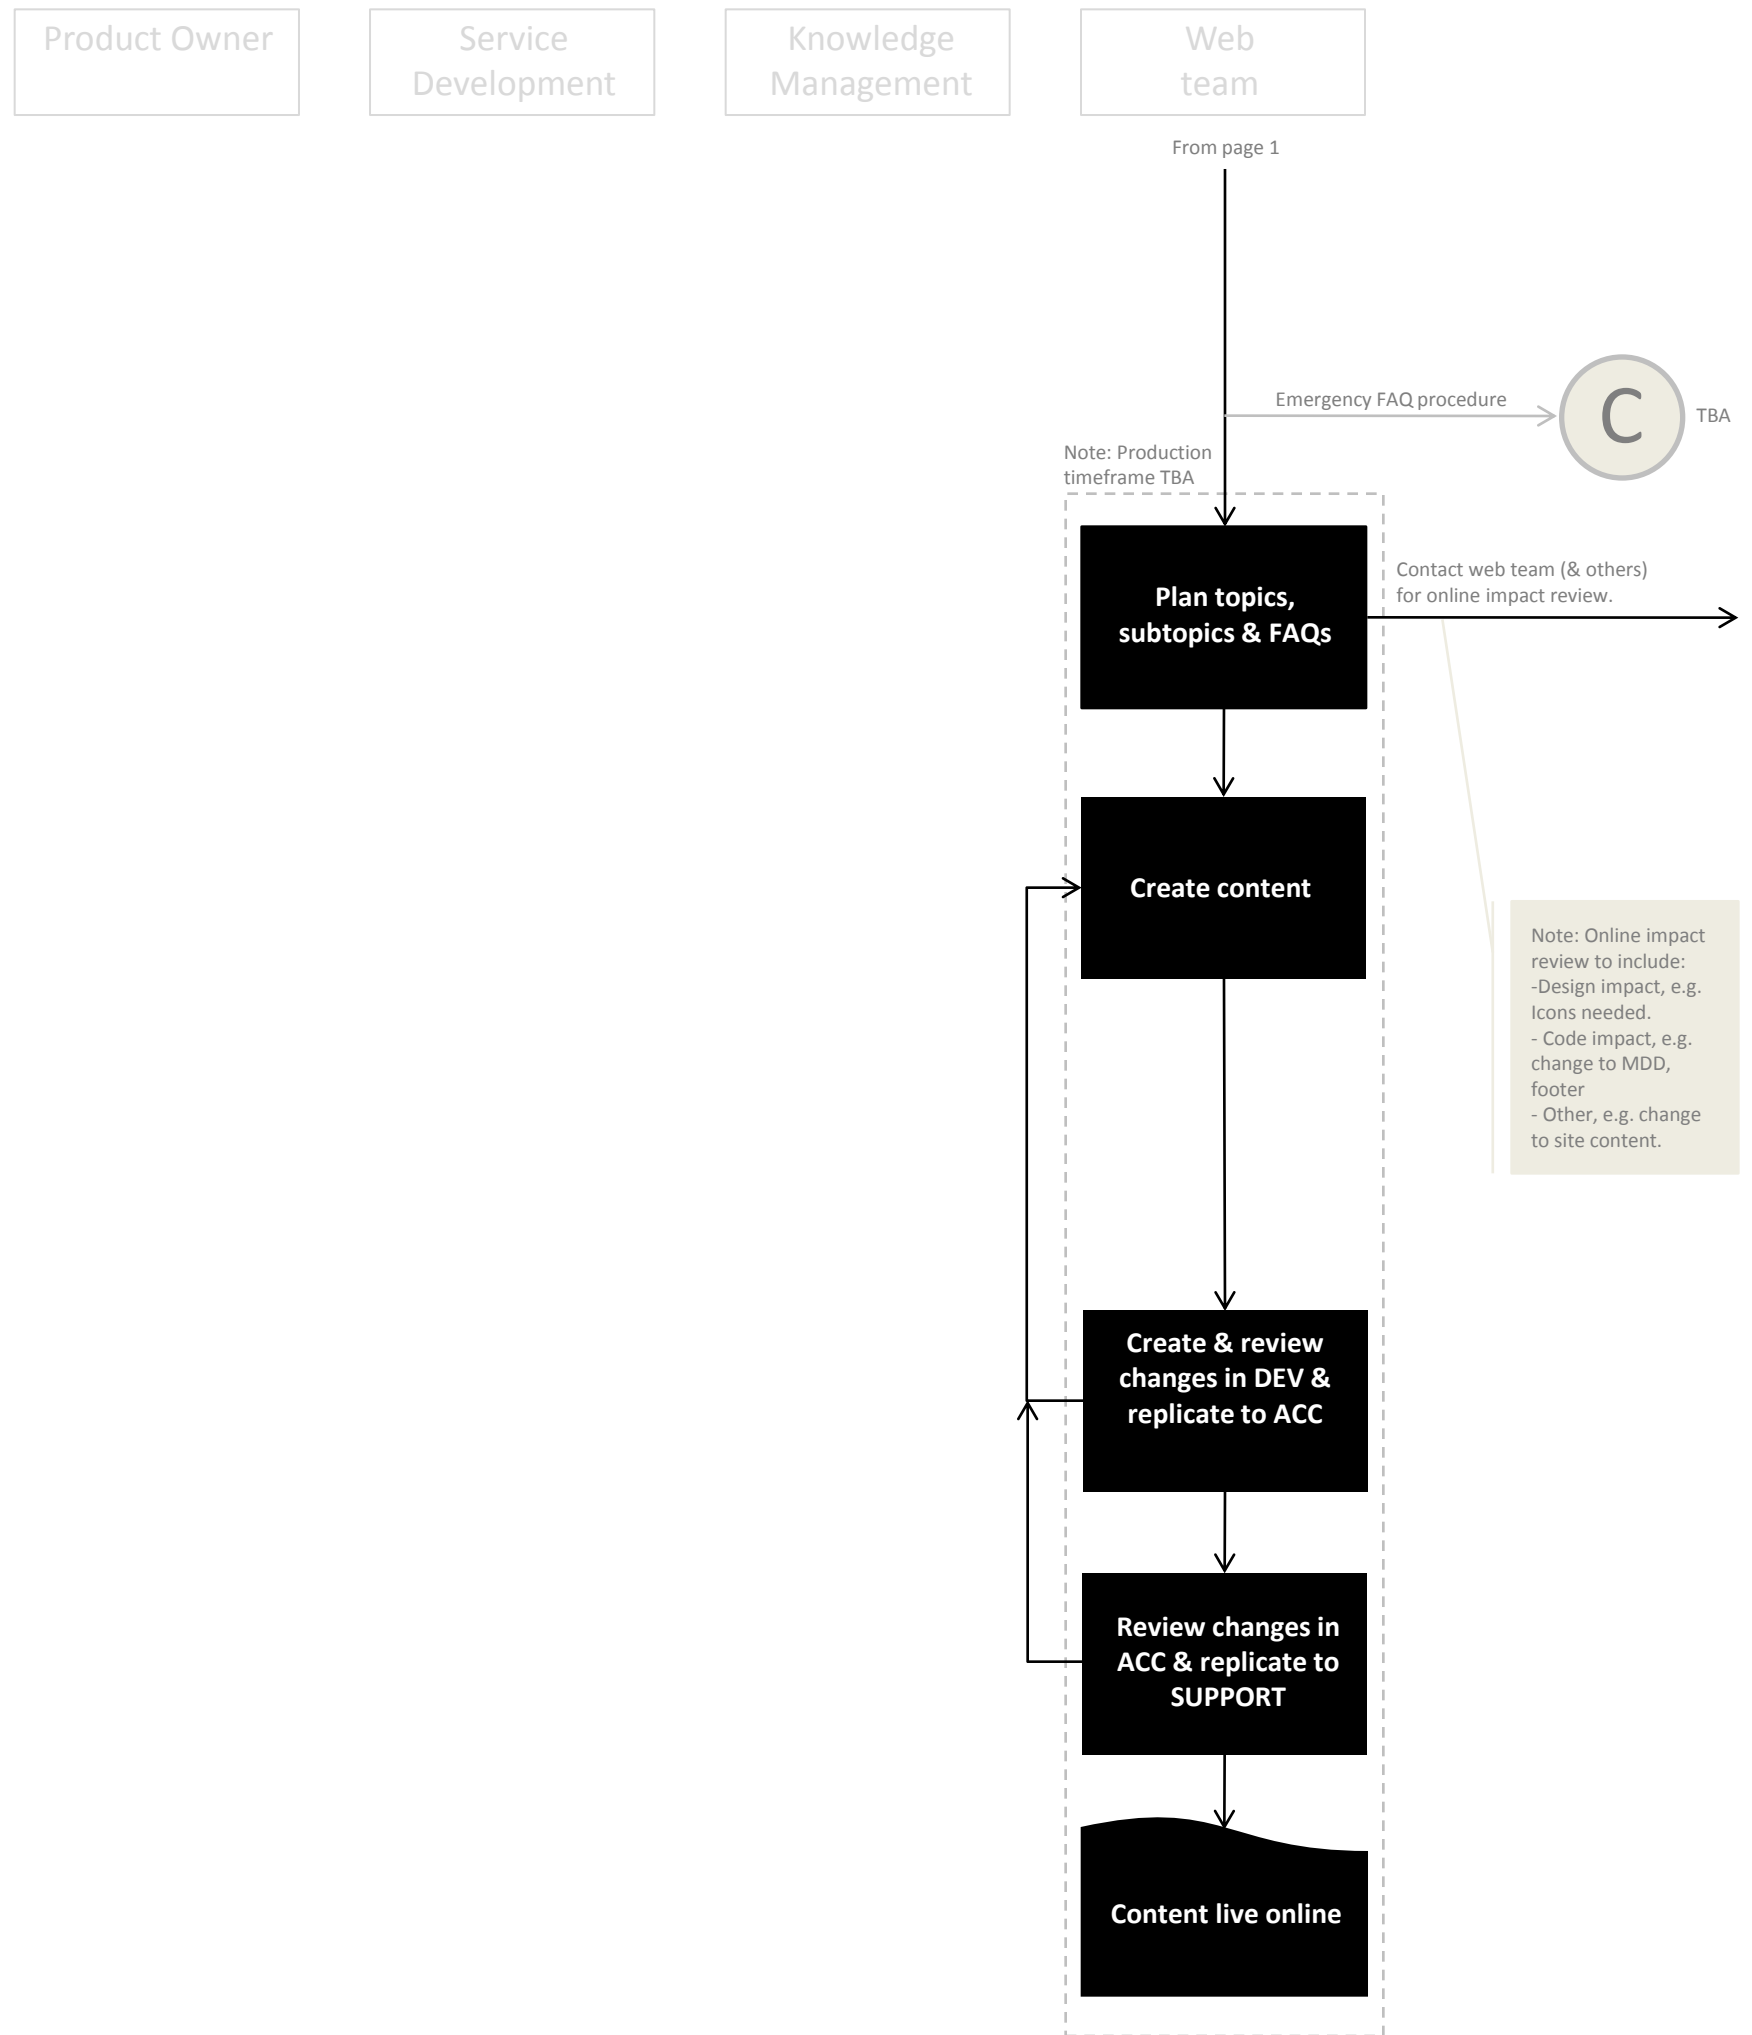 Product Owner
Service
Development
Knowledge
Management
Web
team
From page 1
Emergency FAQ procedure
C
TBA
Note: Production
timeframe TBA
Plan topics,
subtopics & FAQs
Contact web team (& others)
for online impact review.
Create content
Note: Online impact
review to include:
-Design impact, e.g.
Icons needed.
- Code impact, e.g.
change to MDD,
footer
- Other, e.g. change
to site content.
Create & review
changes in DEV &
replicate to ACC
Review changes in
ACC & replicate to
SUPPORT
Content live online